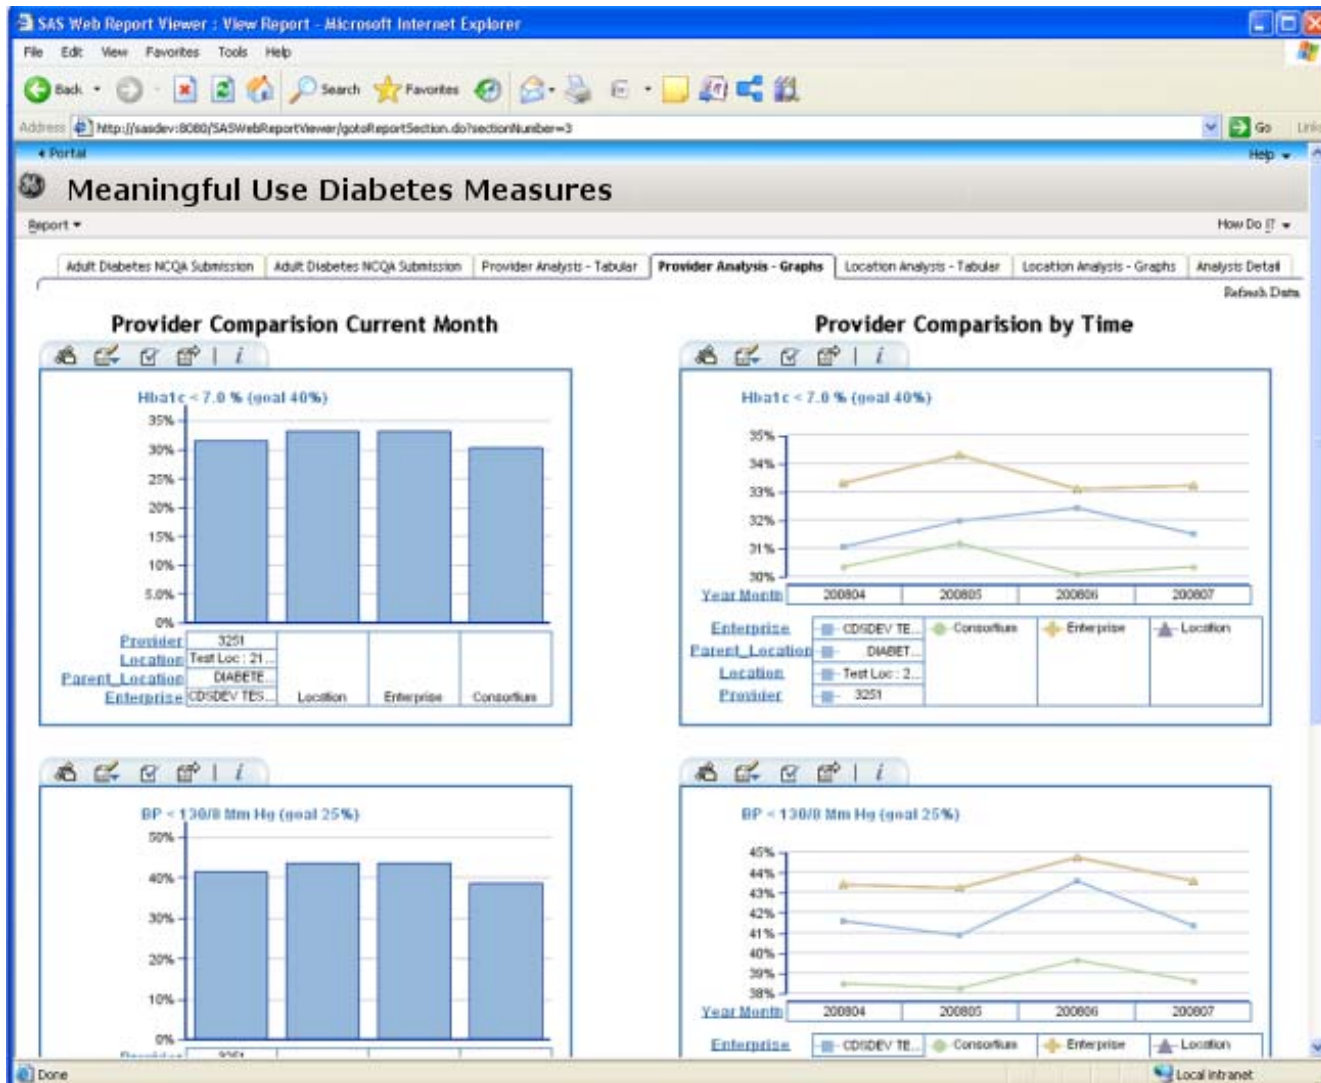 SAS Web Report Viewer : View Report - Microsoft Internet Explorer
File Edit View Favorites Tools Help
Back Search Favorites
Address http://sasdev:8080/SASWebReportViewer/gotoReportSection.do?sectionNumber=3 Go Links
Portal Help
Meaningful Use Diabetes Measures
Report How Do I?
Adult Diabetes NCQA Submission Adult Diabetes NCQA Submission Provider Analysis - Tabular Provider Analysis - Graphs Location Analysis - Tabular Location Analysis - Graphs Analysis Detail
Refresh Data
Provider Comparision Current Month
Hba1c < 7.0 % (goal 40%)
35%
30%
25%
20%
15%
10%
5.0%
0%
Provider 3251
Location Test Loc : 21...
Parent_Location DIABETE...
Enterprise CDSDEV TES... Location Enterprise Consortium
Provider Comparision by Time
Hba1c < 7.0 % (goal 40%)
35%
34%
33%
32%
31%
30%
Year Month 200804 200805 200806 200807
Enterprise CDSDEV TE... Consortium Enterprise Location
Parent_Location DIABET...
Location Test Loc : 2...
Provider 3251
BP < 130/8 Mm Hg (goal 25%)
50%
40%
30%
20%
10%
0%
Provider 3251
BP < 130/8 Mm Hg (goal 25%)
45%
44%
43%
42%
41%
40%
39%
38%
Year Month 200804 200805 200806 200807
Enterprise CDSDEV TE... Consortium Enterprise Location
Done Local intranet